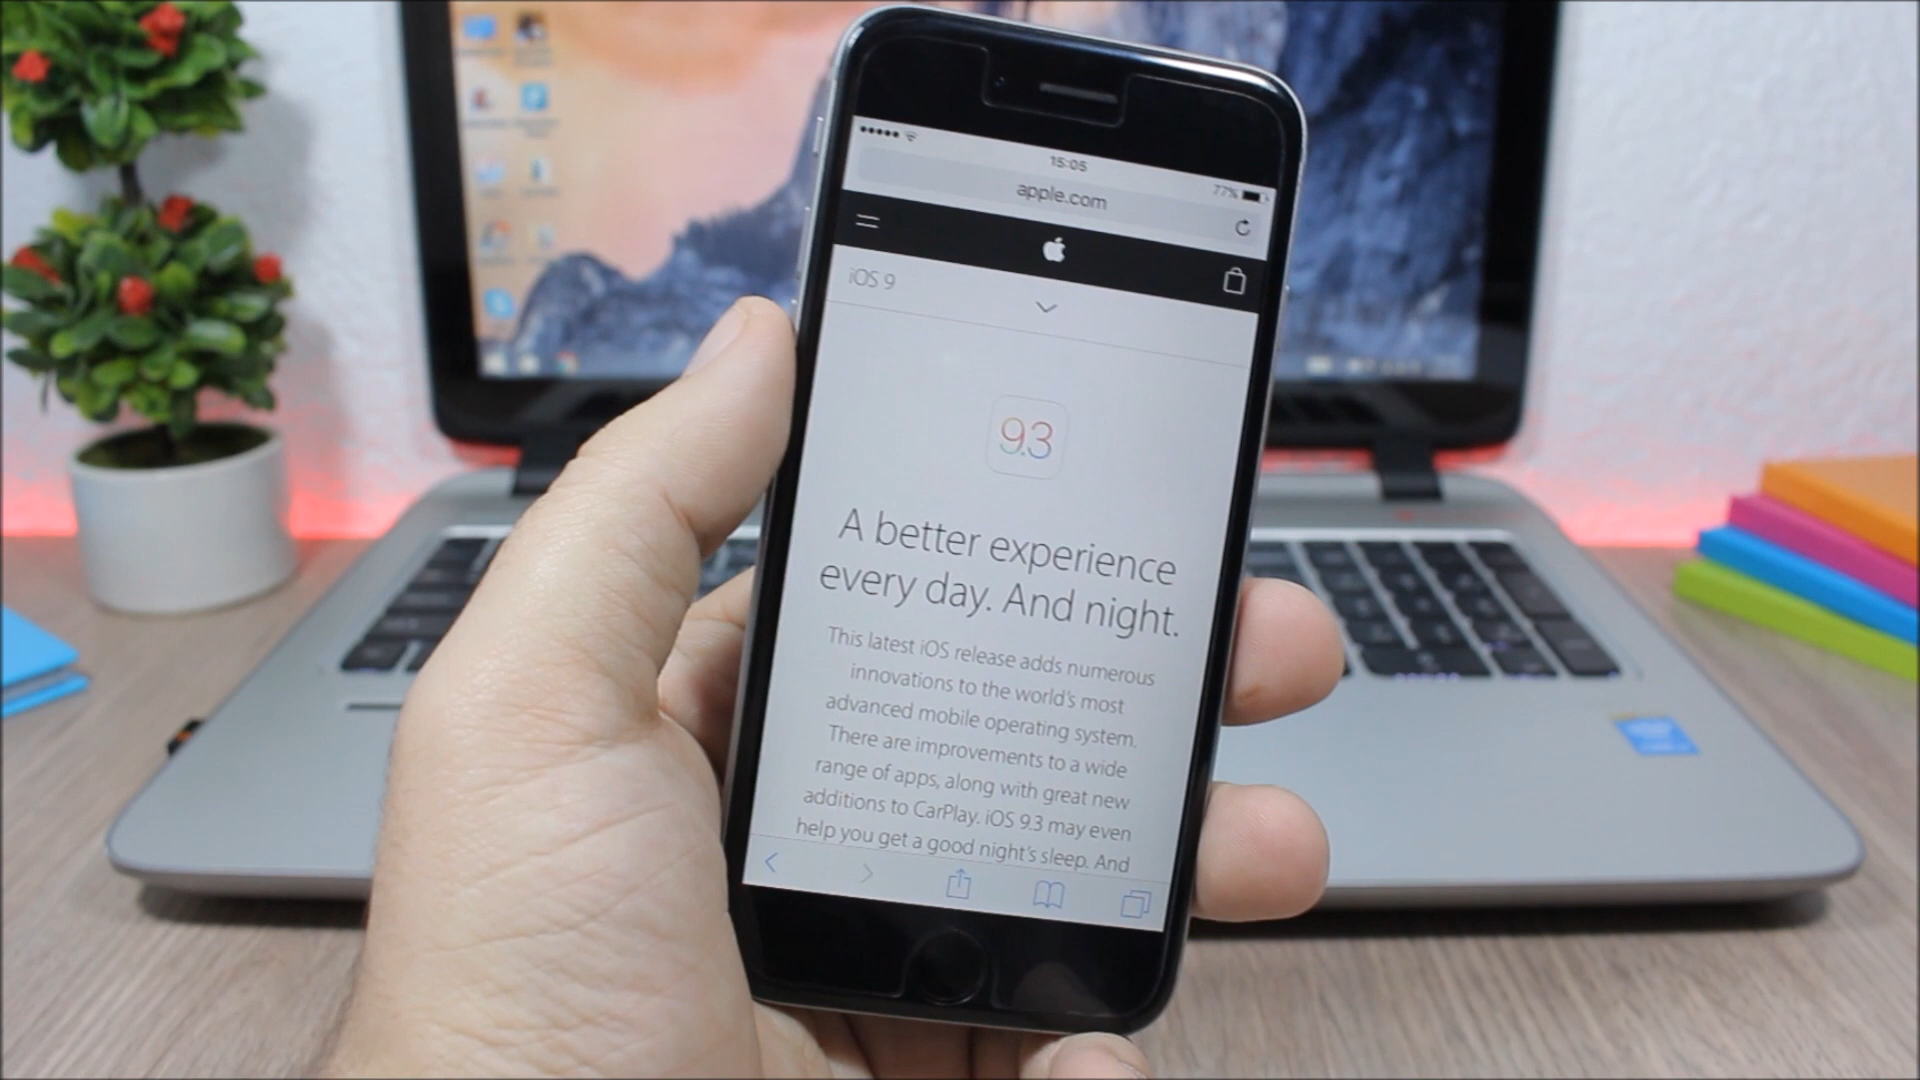 15:05
77%
apple.com
iOS 9
9.3
A better experience
every day. And night.
This latest iOS release adds numerous
innovations to the world's most
advanced mobile operating system.
There are improvements to a wide
range of apps, along with great new
additions to CarPlay. iOS 9.3 may even
help you get a good night's sleep. And